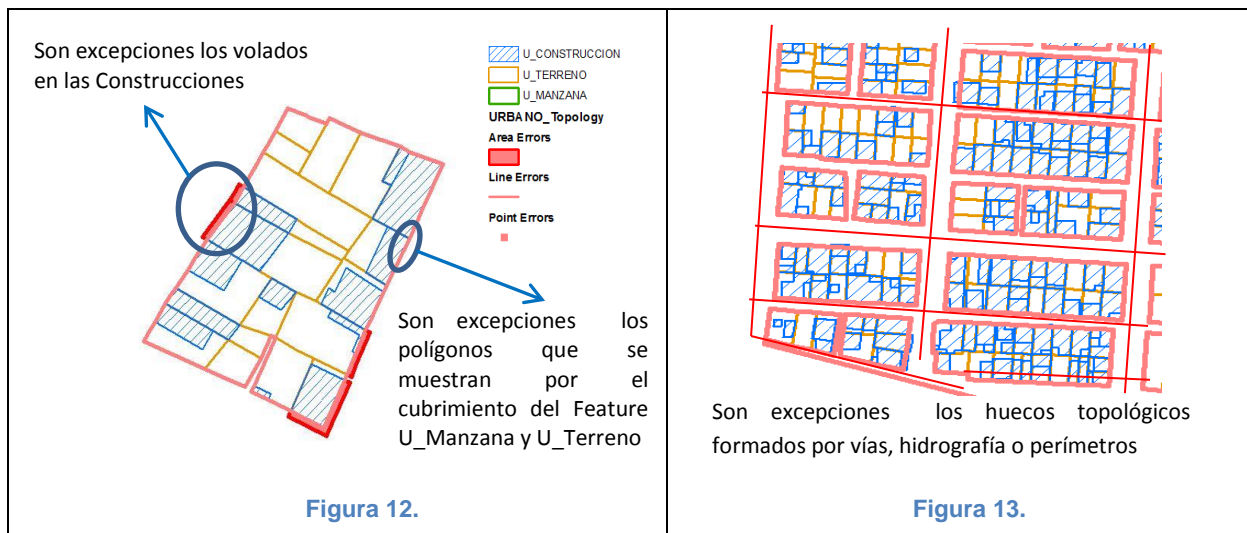 Son excepciones los volados
en las Construcciones
U_CONSTRUCCION
U_TERRENO
U_MANZANA
URBANO_Topology
Area Errors
Line Errors
Point Errors
Son excepciones los
polígonos que se
muestran por el
cubrimiento del Feature
U_Manzana y U_Terreno
Figura 12.
Son excepciones los huecos topológicos
formados por vías, hidrografía o perímetros
Figura 13.